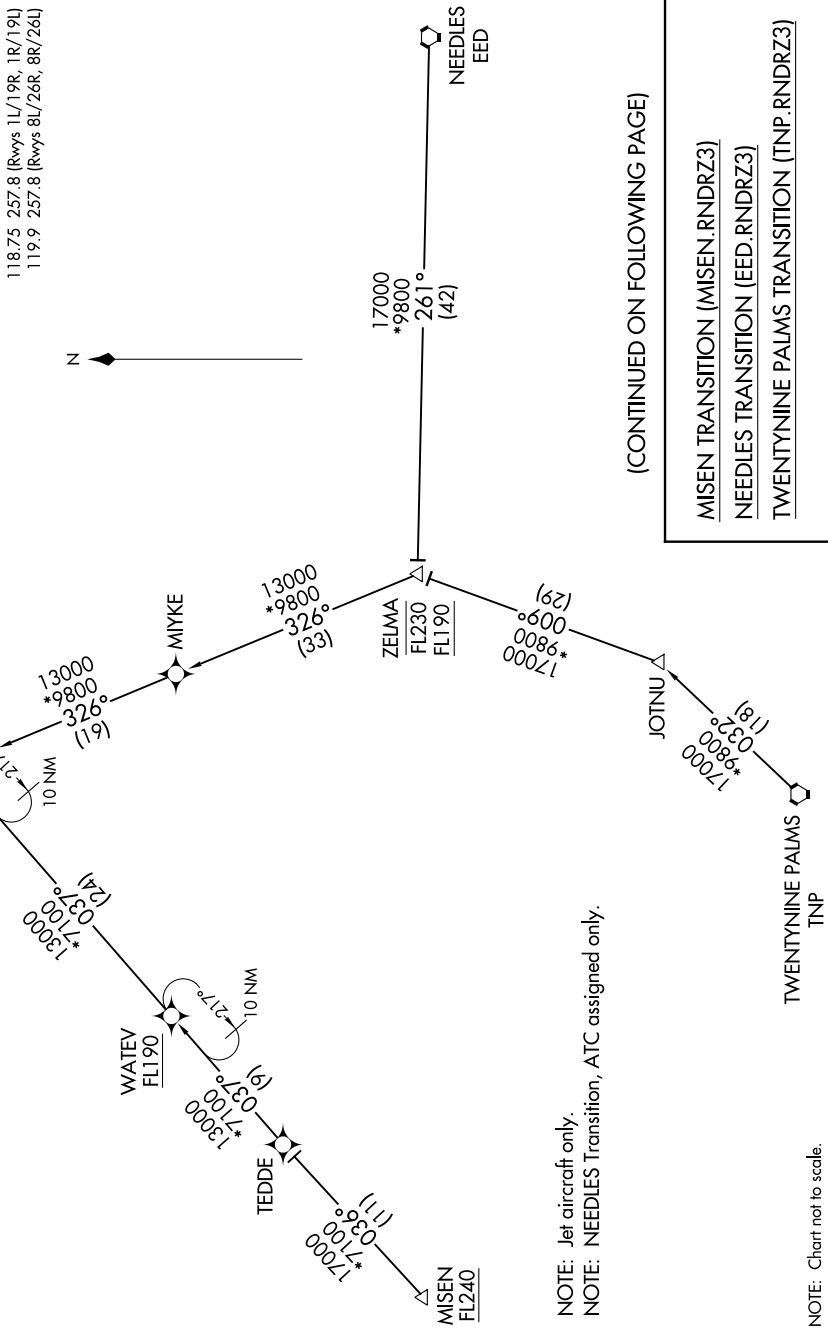 118.75 257.8 (Rwys 1L/19R, 1R/19L)
119.9 257.8 (Rwys 8L/26R, 8R/26L)
N
NEEDLES
EED
17000
*9800
261°
(42)
13000
*9800
326°
(19)
10 NM
MIYKE
13000
*9800
326°
(33)
ZELMA
FL230
FL190
17000
*9800
009°
(29)
JOTNU
17000
*9800
032°
(18)
TWENTYNINE PALMS
TNP
13000
*7100
037°
(24)
WATEV
FL190
217°
10 NM
13000
*7100
037°
(9)
TEDDE
17000
*7100
036°
(11)
MISEN
FL240
NOTE: Jet aircraft only.
NOTE: NEEDLES Transition, ATC assigned only.
NOTE: Chart not to scale.
(CONTINUED ON FOLLOWING PAGE)
MISEN TRANSITION (MISEN.RNDRZ3)
NEEDLES TRANSITION (EED.RNDRZ3)
TWENTYNINE PALMS TRANSITION (TNP.RNDRZ3)